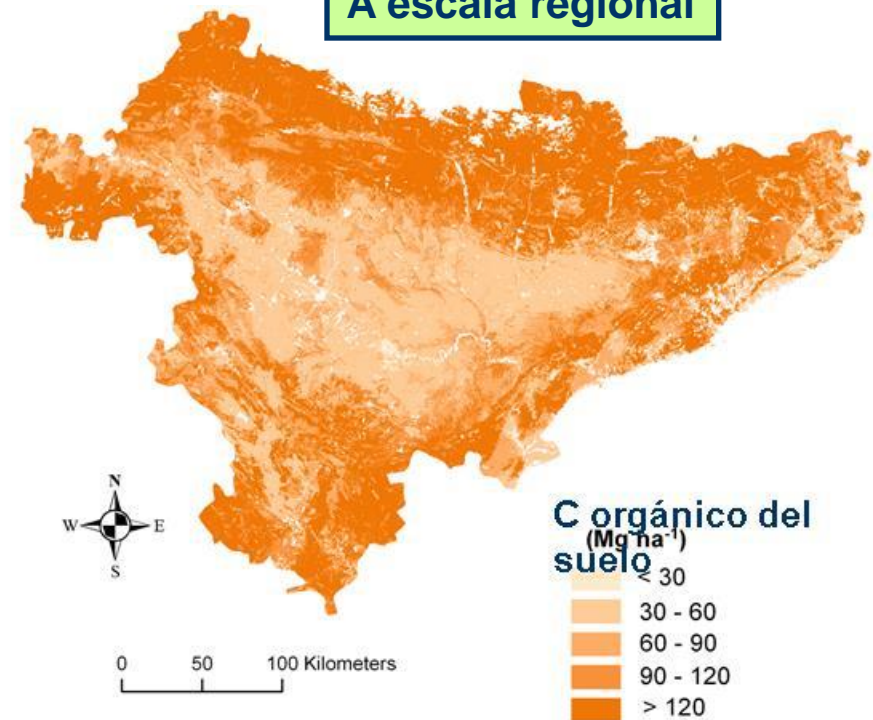 A escala regional
N
W E
S
0 50 100 Kilometers
C orgánico del
(Mg ha⁻¹)
suelo
< 30
30 - 60
60 - 90
90 - 120
> 120